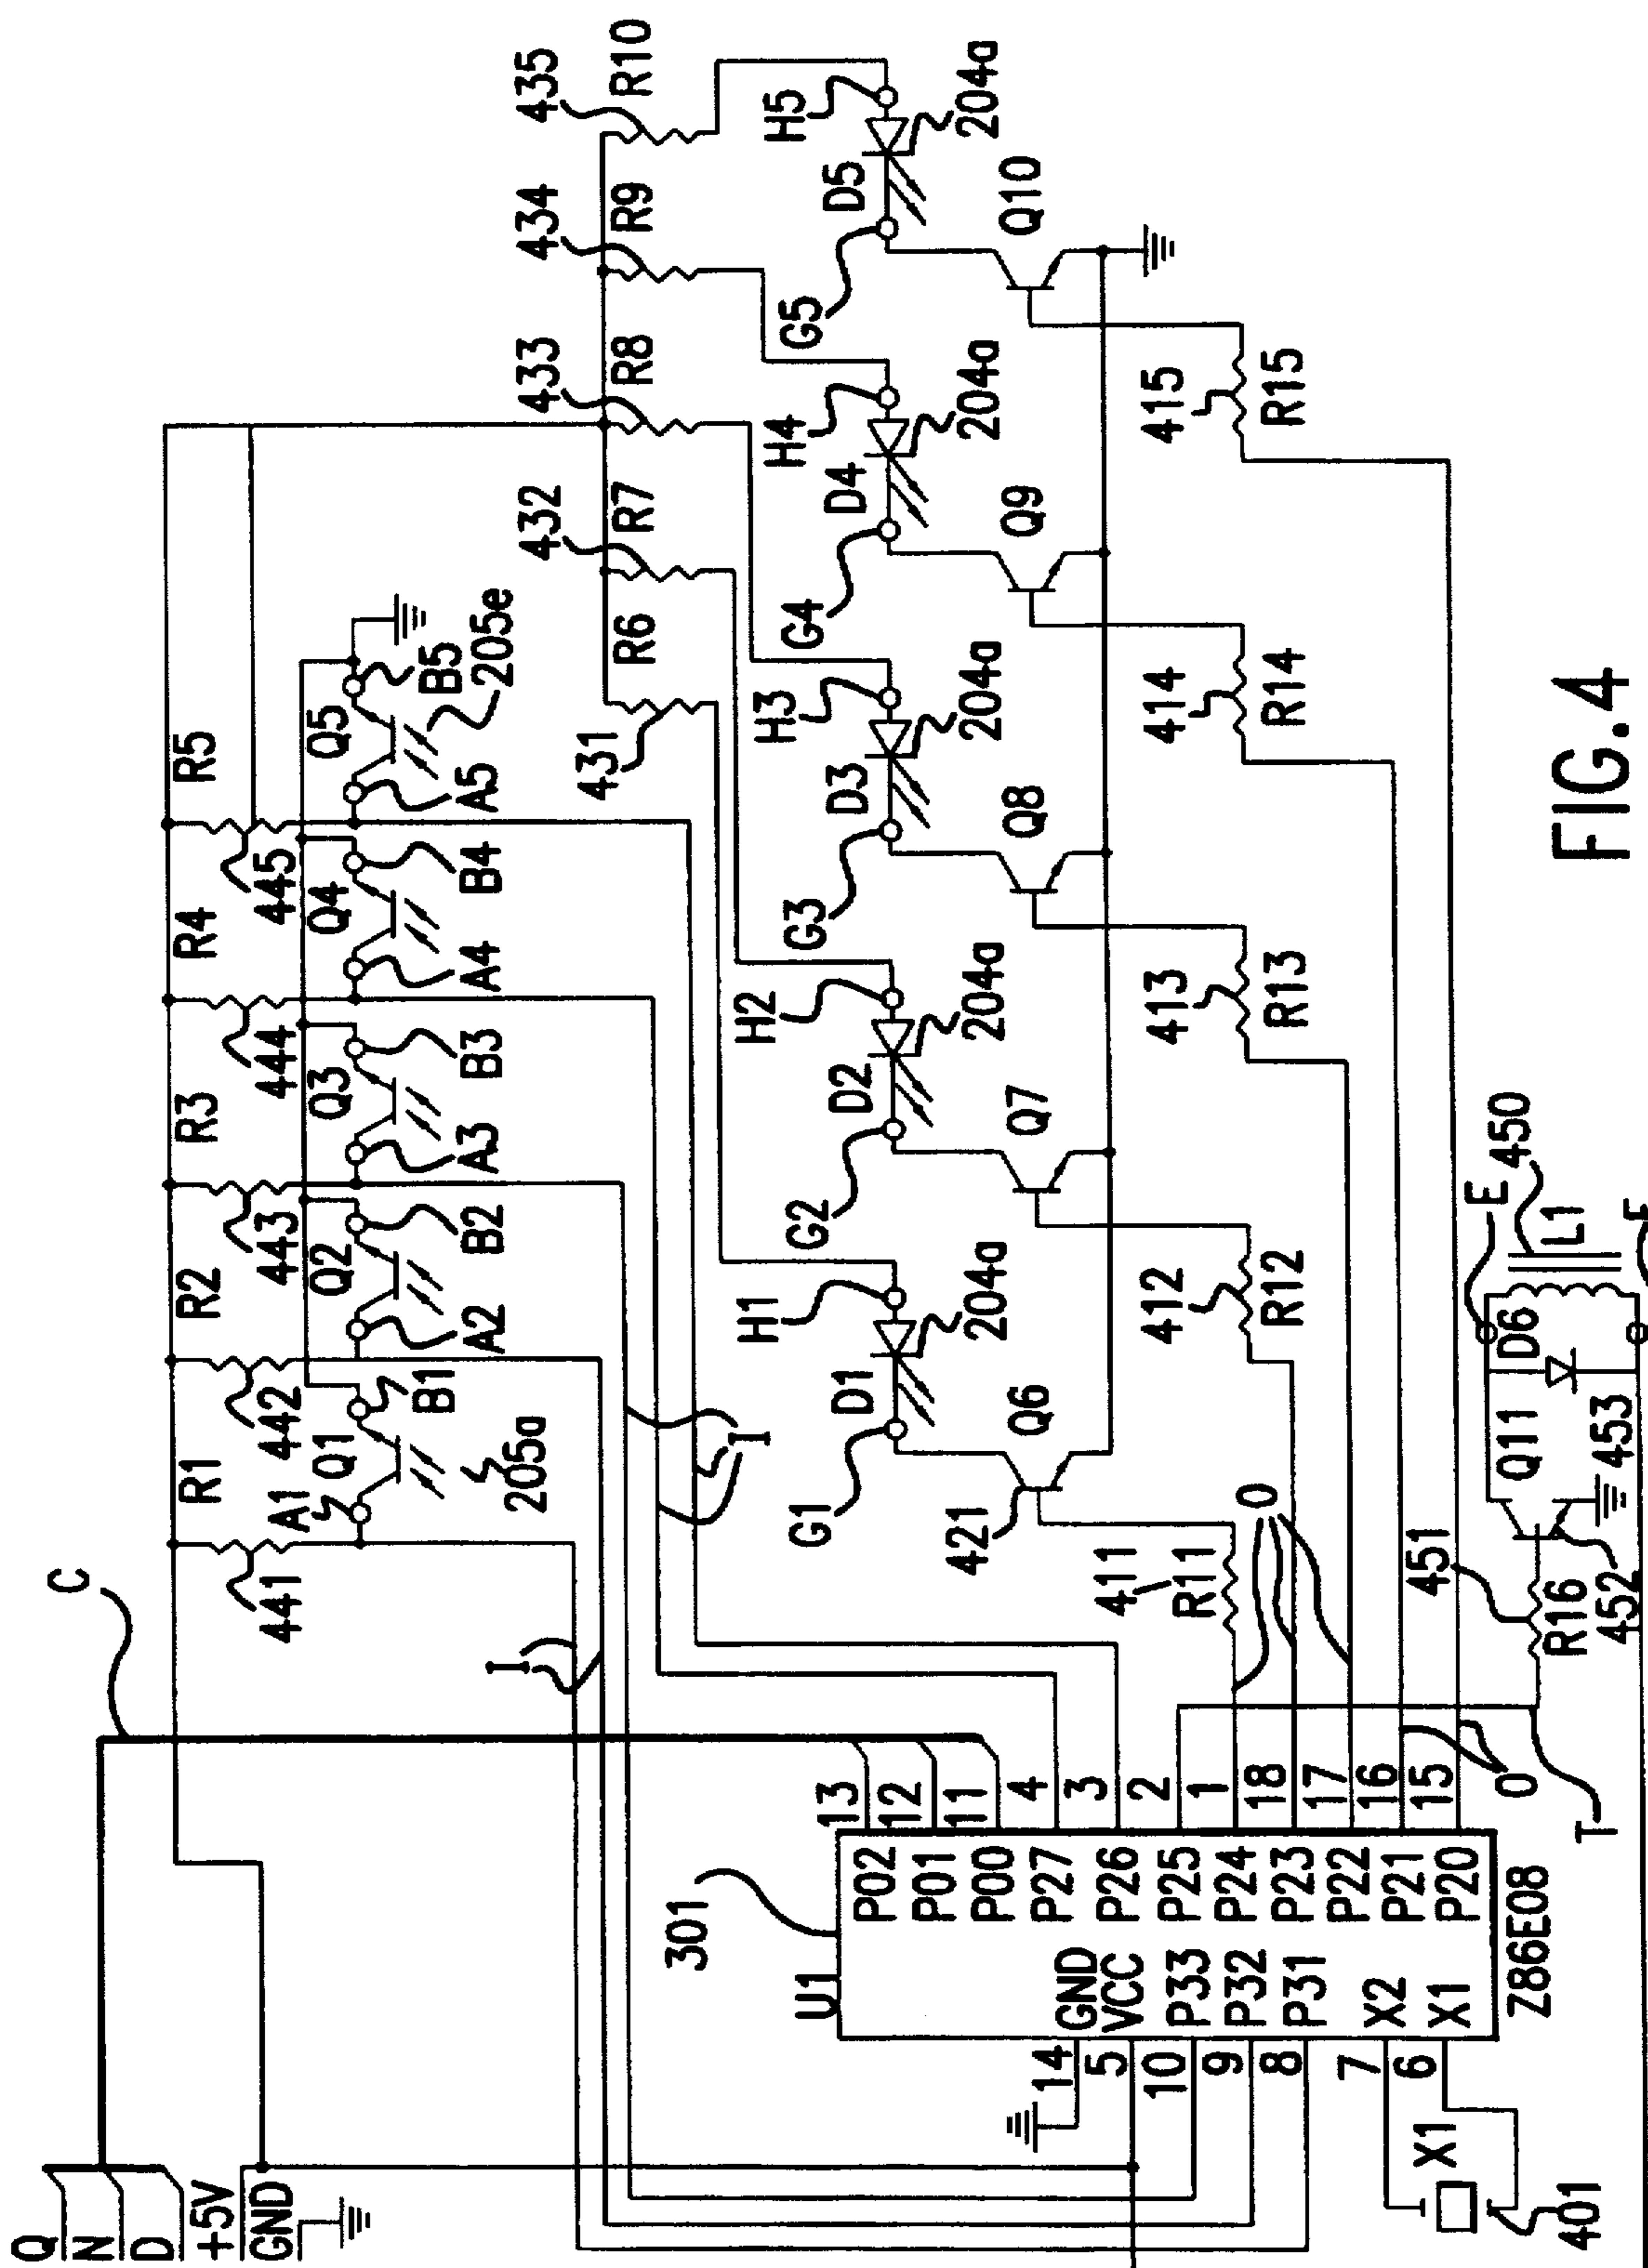 Q
N
D
+5V
GND
C
R1
R2
R3
R4
R5
441
442
443
444
445
A1
Q1
B1
205a
A2
Q2
B2
A3
Q3
B3
A4
Q4
B4
A5
Q5
B5
205e
I
I
431
432
433
434
435
R6
R7
R8
R9
R10
H1
H2
H3
H4
H5
D1
D2
D3
D4
D5
204a
204a
204a
204a
204a
G1
G2
G3
G4
G5
421
Q6
Q7
Q8
Q9
Q10
411
R11
412
R12
413
R13
414
R14
415
R15
O
O
T
301
U1
GND
VCC
P33
P32
P31
X2
X1
P02
P01
P00
P27
P26
P25
P24
P23
P22
P21
P20
Z86E08
14
5
10
9
8
7
6
13
12
11
4
3
2
1
18
17
16
15
X1
401
451
R16
452
Q11
453
D6
E
L1
450
F
FIG.4